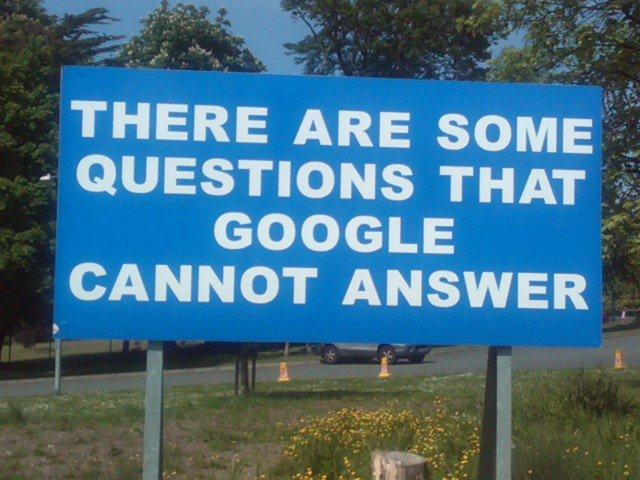 THERE ARE SOME
QUESTIONS THAT
GOOGLE
CANNOT ANSWER